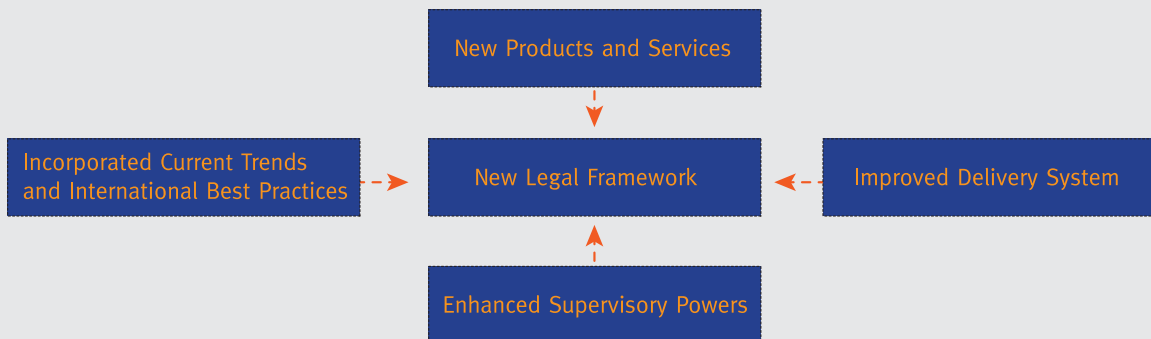 New Products and Services
Incorporated Current Trends
and International Best Practices
New Legal Framework
Improved Delivery System
Enhanced Supervisory Powers